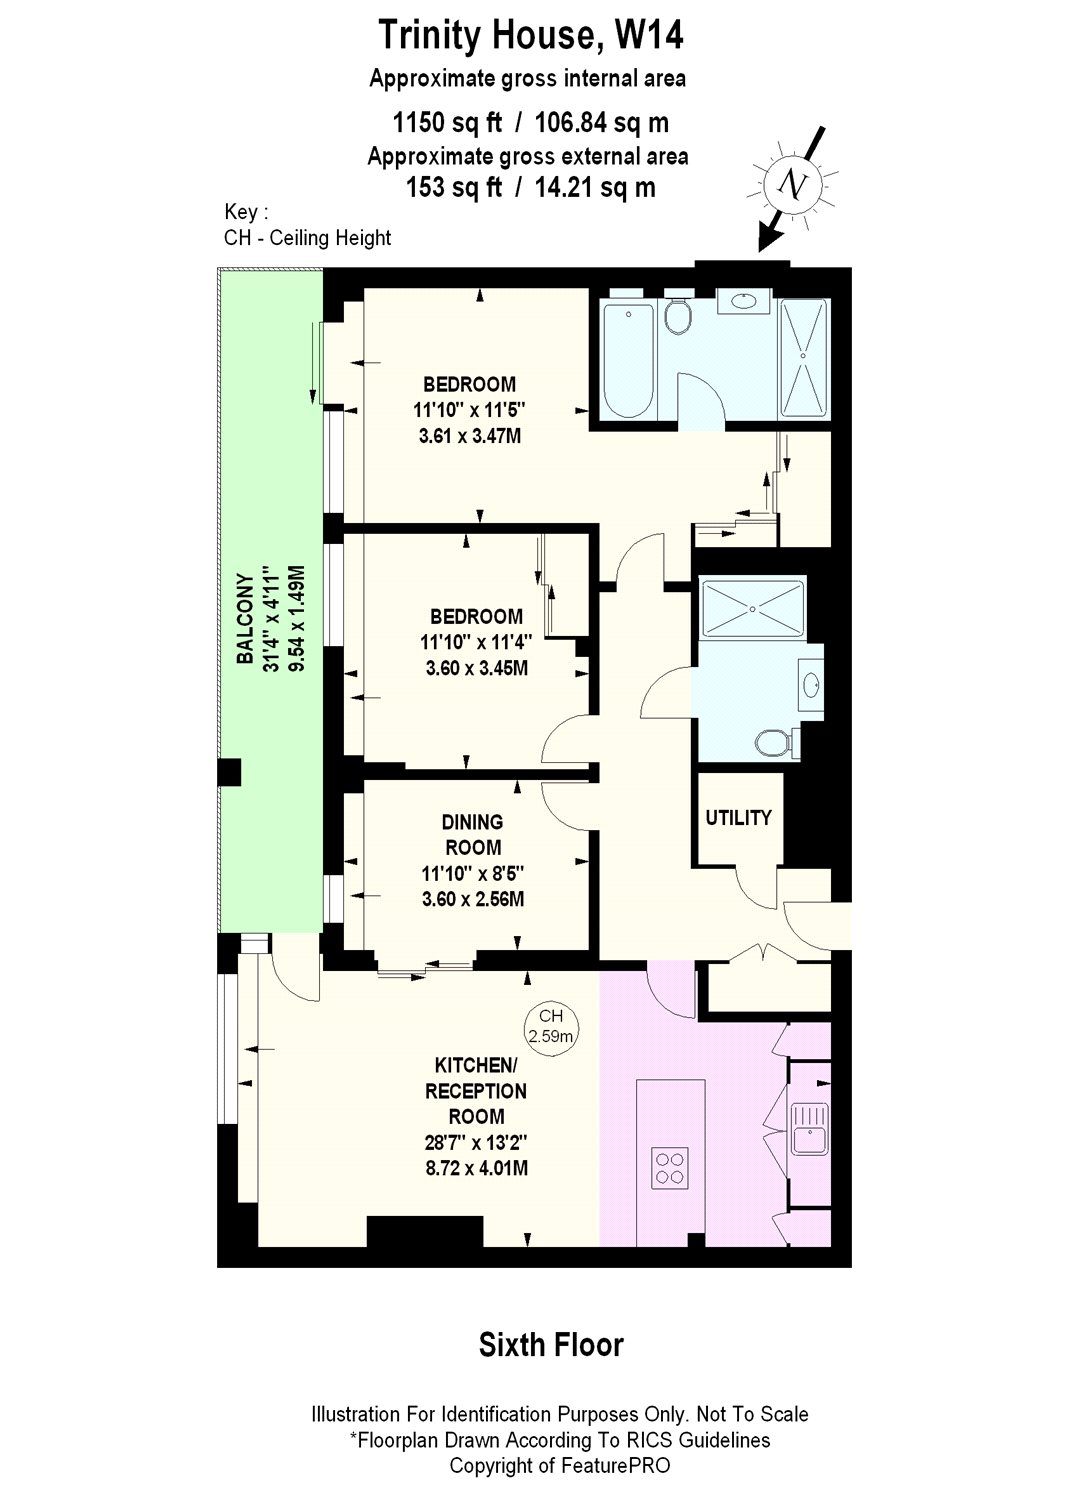 Trinity House, W14
Approximate gross internal area
1150 sq ft / 106.84 sq m
Approximate gross external area
153 sq ft / 14.21 sq m
N
Key :
CH - Ceiling Height
BEDROOM
11'10" x 11'5"
3.61 x 3.47M
BALCONY
31'4" x 4'11"
9.54 x 1.49M
BEDROOM
11'10" x 11'4"
3.60 x 3.45M
UTILITY
DINING
ROOM
11'10" x 8'5"
3.60 x 2.56M
CH
2.59m
KITCHEN/
RECEPTION
ROOM
28'7" x 13'2"
8.72 x 4.01M
Sixth Floor
Illustration For Identification Purposes Only. Not To Scale
*Floorplan Drawn According To RICS Guidelines
Copyright of FeaturePRO